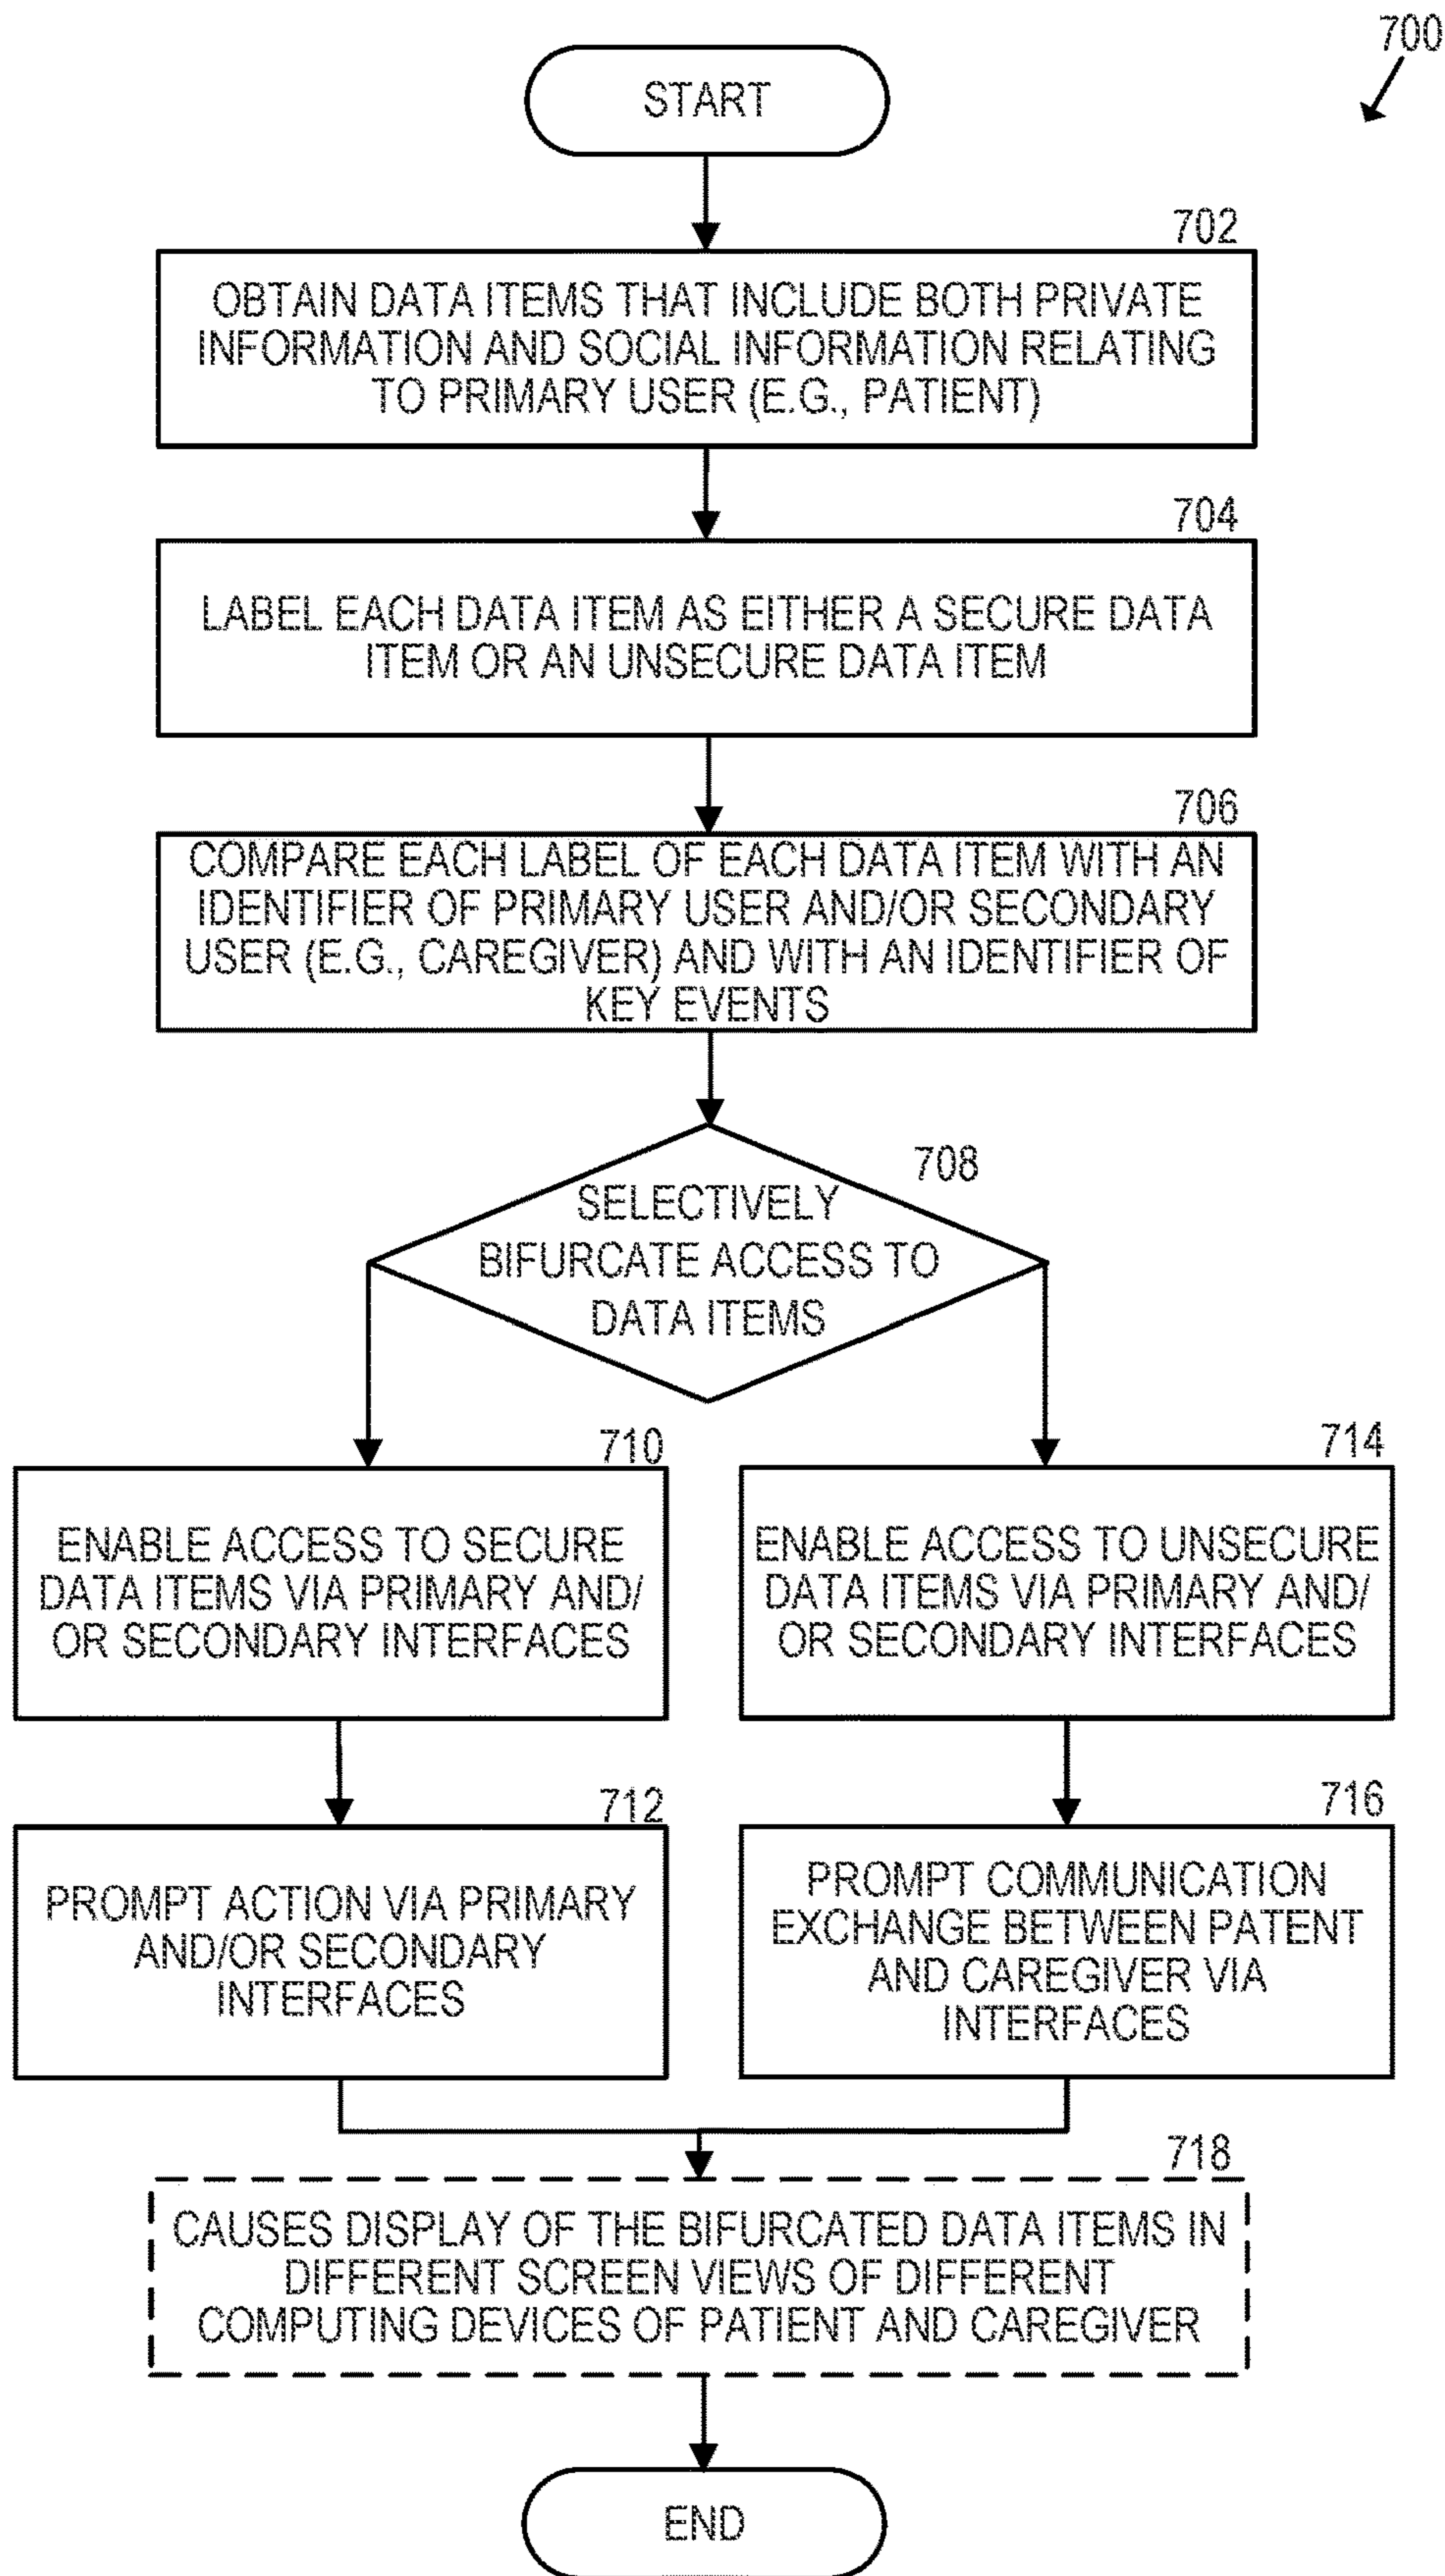 700
START
702
OBTAIN DATA ITEMS THAT INCLUDE BOTH PRIVATE
INFORMATION AND SOCIAL INFORMATION RELATING
TO PRIMARY USER (E.G., PATIENT)
704
LABEL EACH DATA ITEM AS EITHER A SECURE DATA
ITEM OR AN UNSECURE DATA ITEM
706
COMPARE EACH LABEL OF EACH DATA ITEM WITH AN
IDENTIFIER OF PRIMARY USER AND/OR SECONDARY
USER (E.G., CAREGIVER) AND WITH AN IDENTIFIER OF
KEY EVENTS
708
SELECTIVELY
BIFURCATE ACCESS TO
DATA ITEMS
710
ENABLE ACCESS TO SECURE
DATA ITEMS VIA PRIMARY AND/
OR SECONDARY INTERFACES
714
ENABLE ACCESS TO UNSECURE
DATA ITEMS VIA PRIMARY AND/
OR SECONDARY INTERFACES
712
PROMPT ACTION VIA PRIMARY
AND/OR SECONDARY
INTERFACES
716
PROMPT COMMUNICATION
EXCHANGE BETWEEN PATENT
AND CAREGIVER VIA
INTERFACES
718
CAUSES DISPLAY OF THE BIFURCATED DATA ITEMS IN
DIFFERENT SCREEN VIEWS OF DIFFERENT
COMPUTING DEVICES OF PATIENT AND CAREGIVER
END